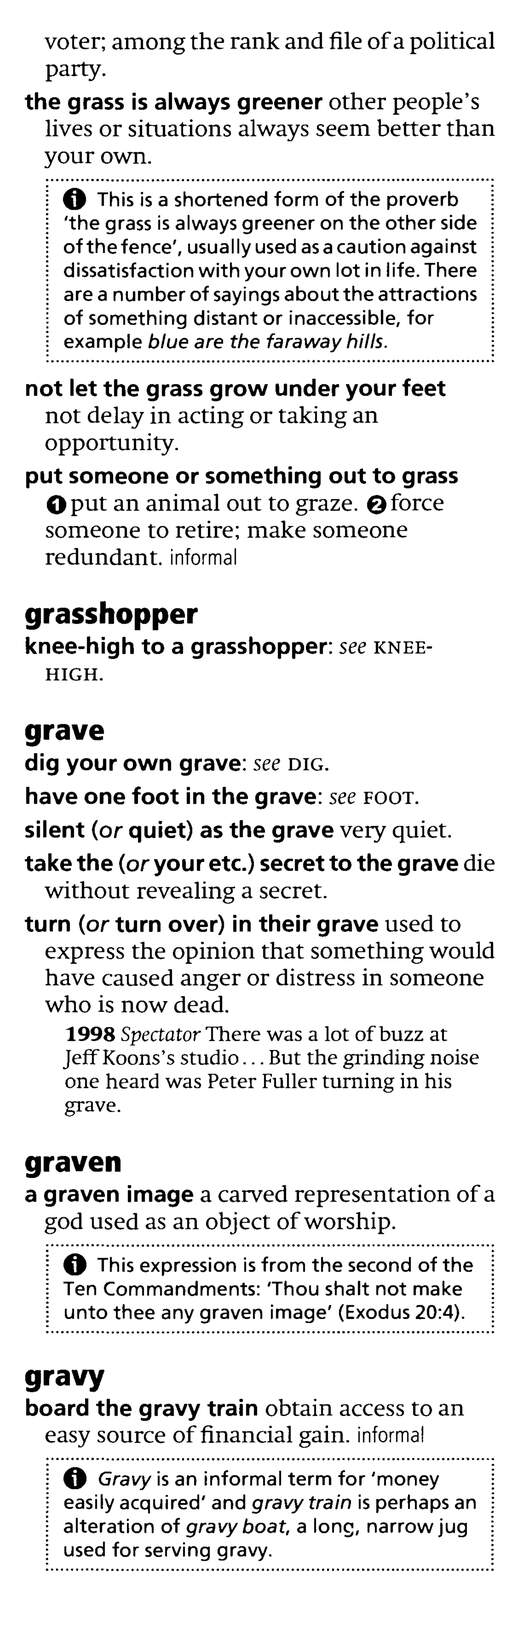 voter; among the rank and file of a political
party.
the grass is always greener other people's
lives or situations always seem better than
your own.
This is a shortened form of the proverb
'the grass is always greener on the other side
of the fence', usually used as a caution against
dissatisfaction with your own lot in life. There
are a number of sayings about the attractions
of something distant or inaccessible, for
example blue are the faraway hills.
not let the grass grow under your feet
not delay in acting or taking an
opportunity.
put someone or something out to grass
❶ put an animal out to graze. ❷ force
someone to retire; make someone
redundant. informal
grasshopper
knee-high to a grasshopper: see KNEE-
HIGH.
grave
dig your own grave: see DIG.
have one foot in the grave: see FOOT.
silent (or quiet) as the grave very quiet.
take the (or your etc.) secret to the grave die
without revealing a secret.
turn (or turn over) in their grave used to
express the opinion that something would
have caused anger or distress in someone
who is now dead.
1998 Spectator There was a lot of buzz at
Jeff Koons's studio... But the grinding noise
one heard was Peter Fuller turning in his
grave.
graven
a graven image a carved representation of a
god used as an object of worship.
This expression is from the second of the
Ten Commandments: 'Thou shalt not make
unto thee any graven image' (Exodus 20:4).
gravy
board the gravy train obtain access to an
easy source of financial gain. informal
Gravy is an informal term for 'money
easily acquired' and gravy train is perhaps an
alteration of gravy boat, a long, narrow jug
used for serving gravy.